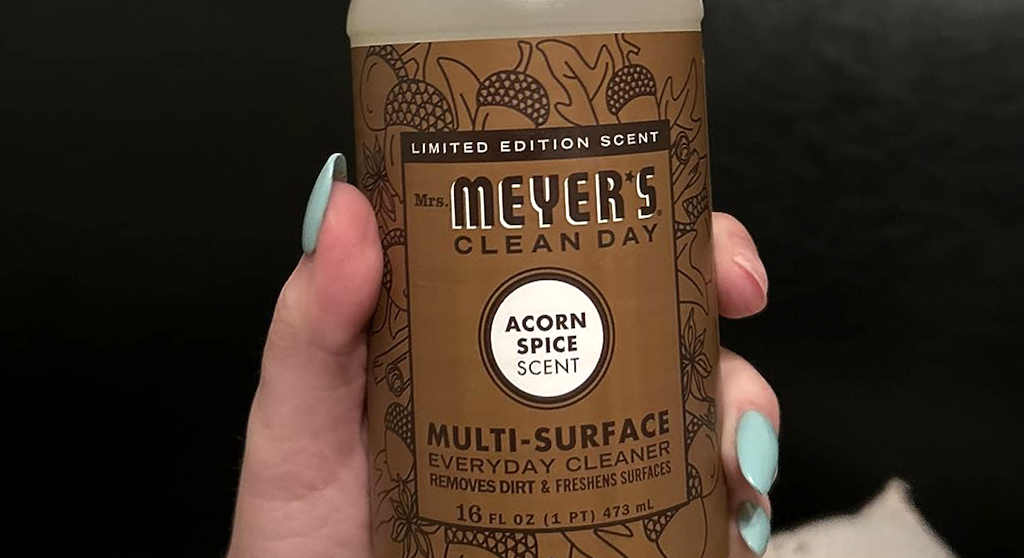 LIMITED EDITION SCENT
Mrs. MEYER'S®
CLEAN DAY
ACORN
SPICE
SCENT
MULTI-SURFACE
EVERYDAY CLEANER
REMOVES DIRT & FRESHENS SURFACES
16 FL OZ (1 PT) 473 mL